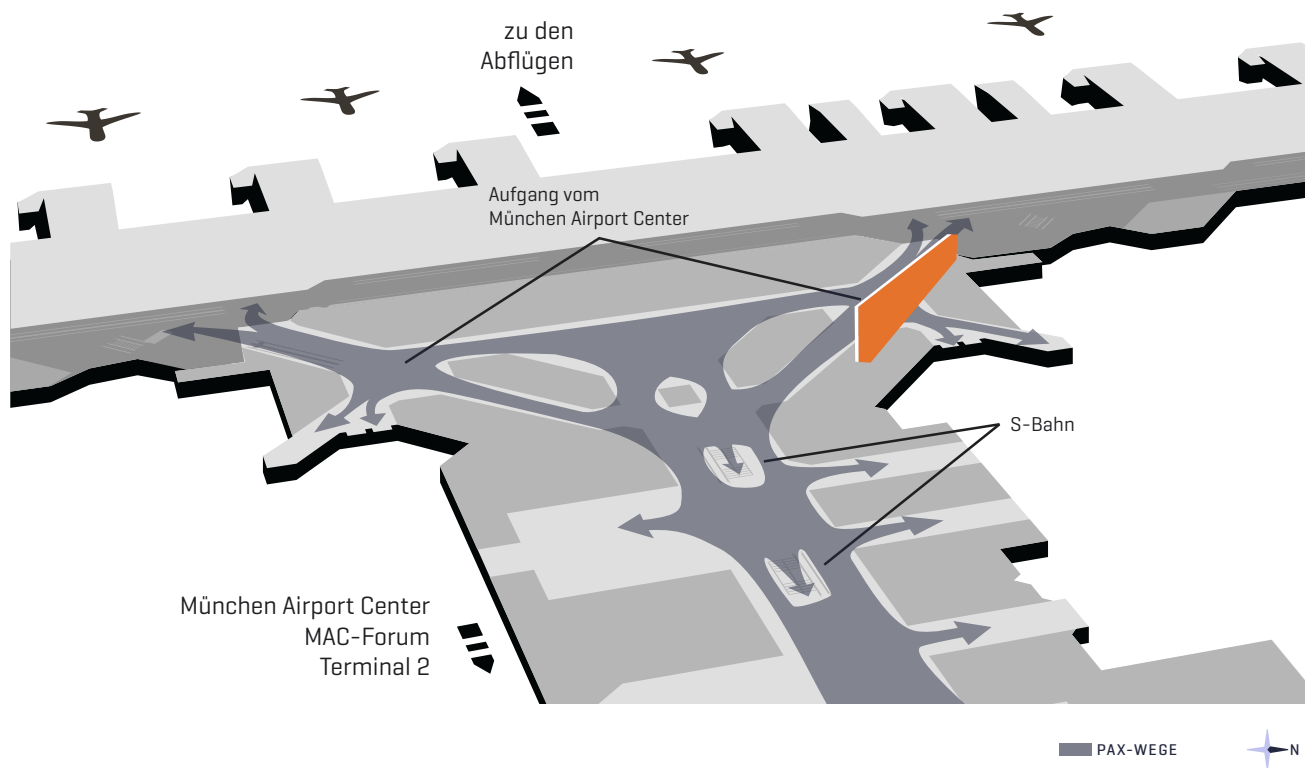 zu den
Abflügen
Aufgang vom
München Airport Center
S-Bahn
München Airport Center
MAC-Forum
Terminal 2
PAX-WEGE
N